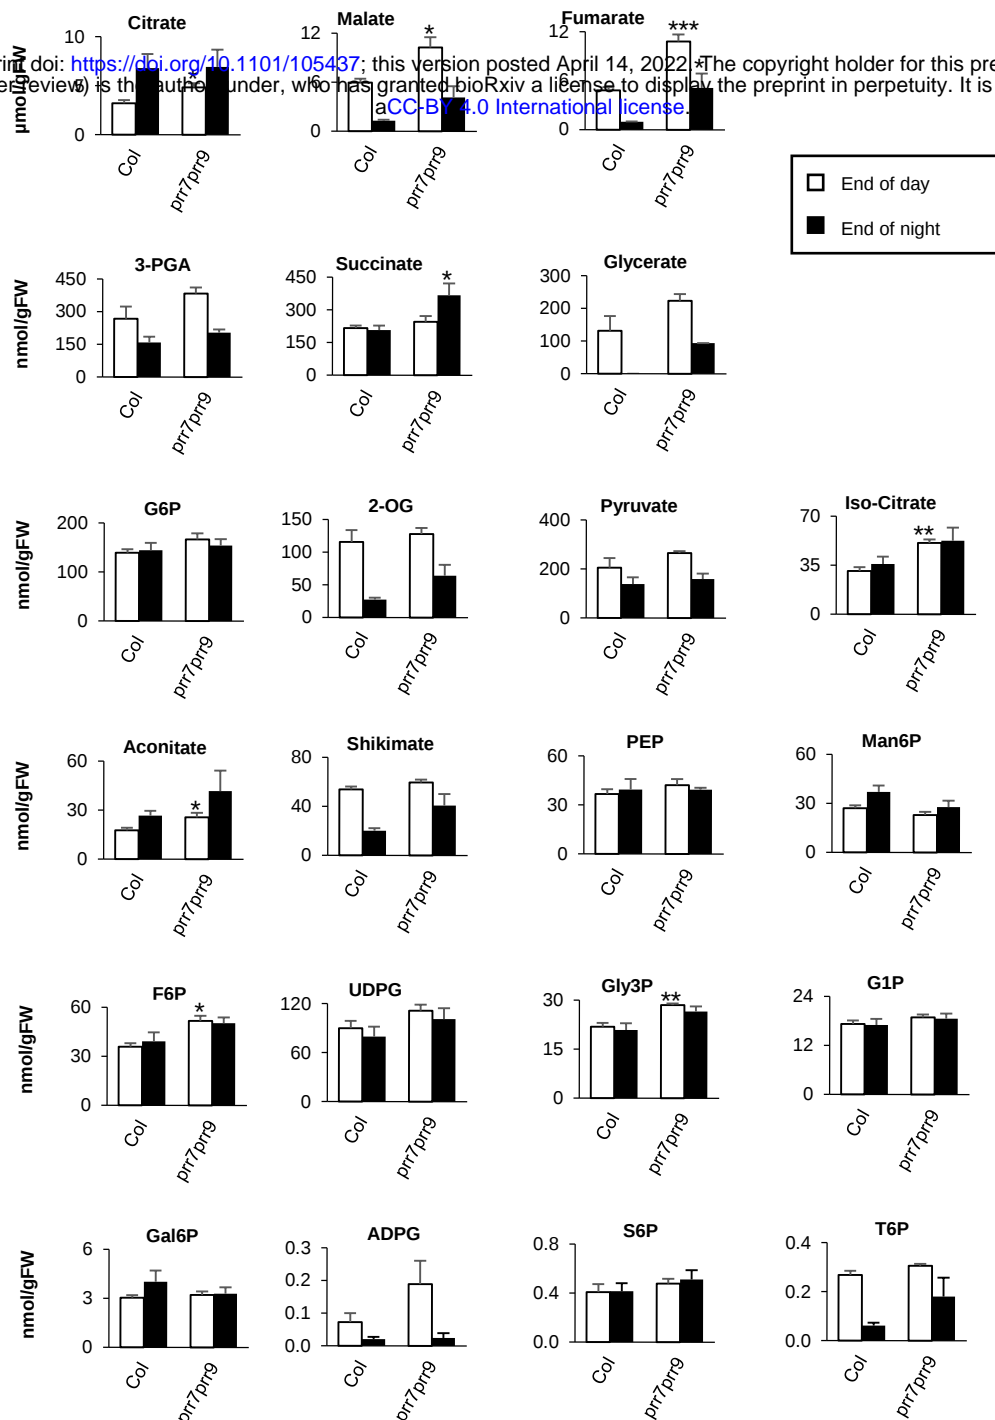 Citrate Malate Fumarate
10 12 12
µmol/gFW
doi: https://doi.org/10.1101/105437; this version posted April 14, 2022. The copyright holder for this pre
er review) is the author/funder, who has granted bioRxiv a license to display the preprint in perpetuity. It is
aCC-BY 4.0 International license.
5 6 6
0 0 0
* * *** *
Col prr7prr9 Col prr7prr9 Col prr7prr9
End of day
End of night
3-PGA Succinate Glycerate
nmol/gFW
450 450 300
300 300 200
150 150 100
0 0 0
*
Col prr7prr9 Col prr7prr9 Col prr7prr9
G6P 2-OG Pyruvate Iso-Citrate
nmol/gFW
200 150 400 70
100 100 200 35
50
0 0 0 0
**
Col prr7prr9 Col prr7prr9 Col prr7prr9 Col prr7prr9
Aconitate Shikimate PEP Man6P
nmol/gFW
60 80 60 60
30 40 30 30
0 0 0 0
*
Col prr7prr9 Col prr7prr9 Col prr7prr9 Col prr7prr9
F6P UDPG Gly3P G1P
nmol/gFW
60 120 30 24
30 60 15 12
0 0 0 0
* **
Col prr7prr9 Col prr7prr9 Col prr7prr9 Col prr7prr9
Gal6P ADPG S6P T6P
nmol/gFW
6 0.3 0.8 0.4
3 0.2 0.4 0.2
0.1
0 0.0 0.0 0.0
Col prr7prr9 Col prr7prr9 Col prr7prr9 Col prr7prr9